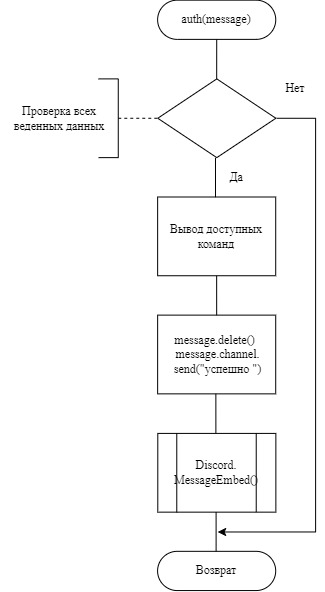 auth(message)
Нет
Проверка всех
веденных данных
Да
Вывод доступных
команд
message.delete()
message.channel.
send("успешно ")
Discord.
MessageEmbed()
Возврат